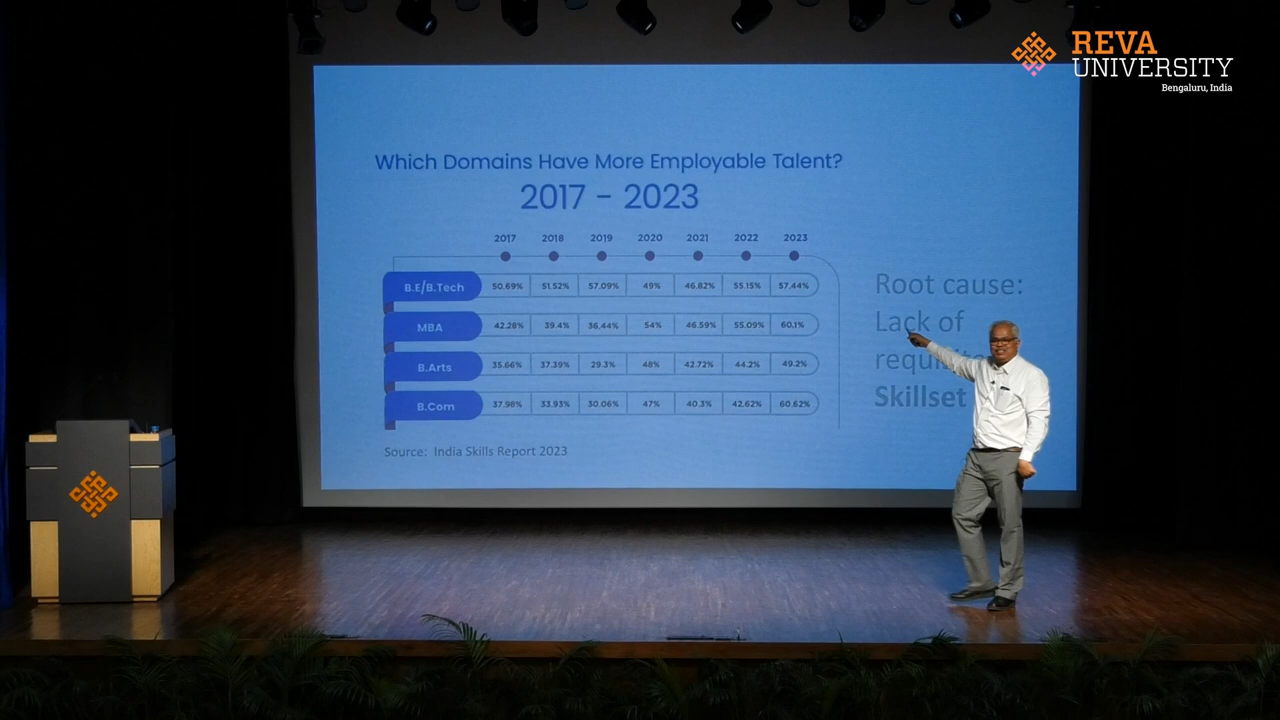 REVA
UNIVERSITY
Bengaluru, India
Which Domains Have More Employable Talent?
2017 - 2023
2017 2018 2019 2020 2021 2022 2023
B.E/B.Tech 50.69% 51.52% 57.09% 49% 46.82% 55.15% 57.44%
MBA 42.28% 39.4% 36.44% 54% 46.59% 55.09% 60.1%
B.Arts 35.66% 37.39% 29.3% 48% 42.72% 44.2% 49.2%
B.Com 37.98% 33.93% 30.06% 47% 40.3% 42.62% 60.62%
Source: India Skills Report 2023
Root cause:
Lack of
Skillset